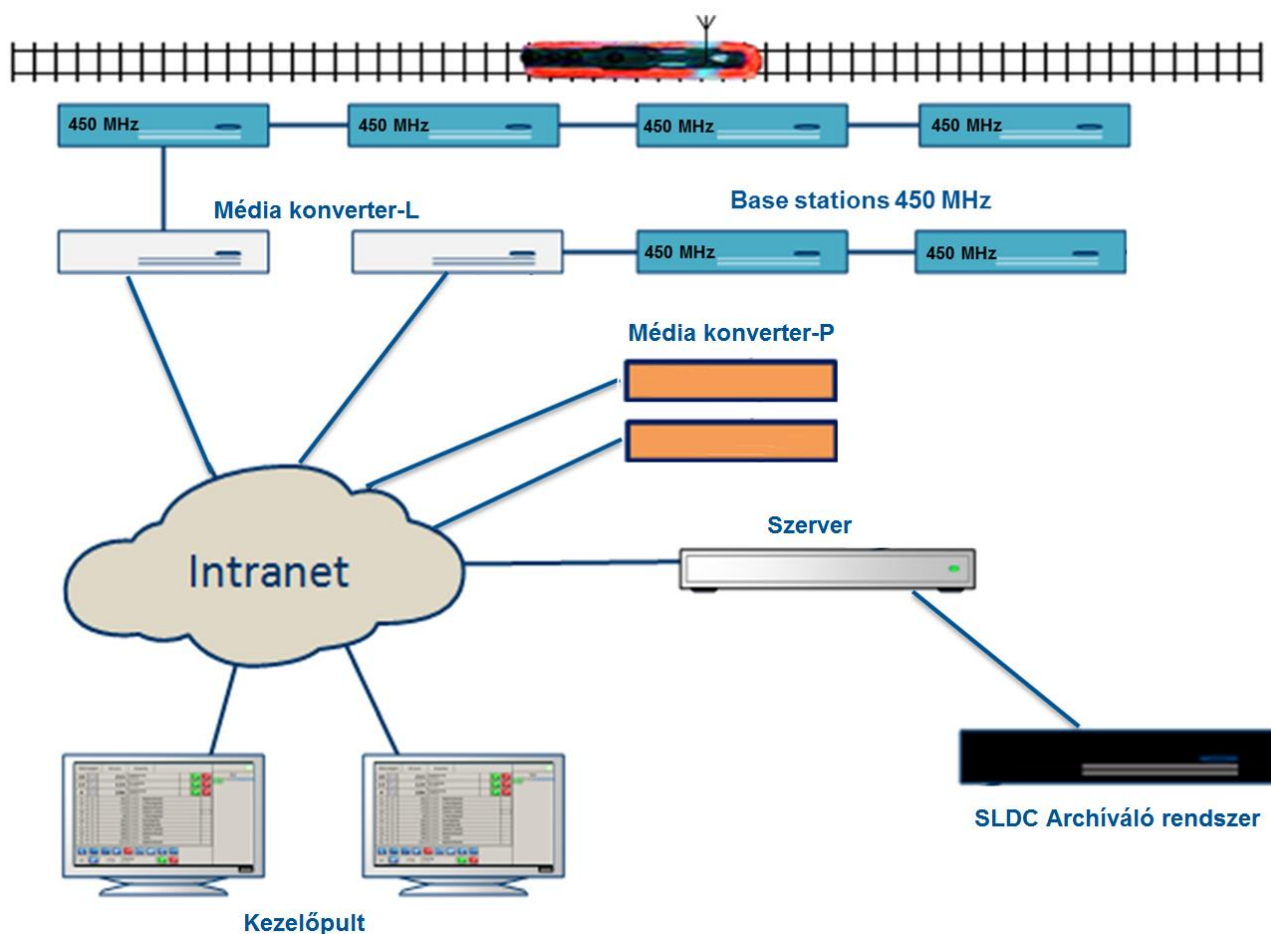 450 MHz
450 MHz
450 MHz
450 MHz
Média konverter-L
Base stations 450 MHz
450 MHz
450 MHz
Média konverter-P
Szerver
Intranet
SLDC Archíváló rendszer
Kezelőpult